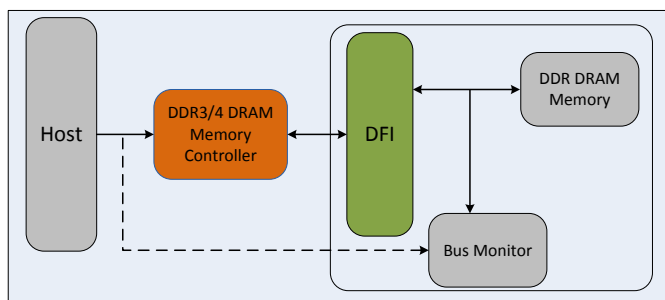 Host
DDR3/4 DRAM
Memory
Controller
DFI
DDR DRAM
Memory
Bus Monitor